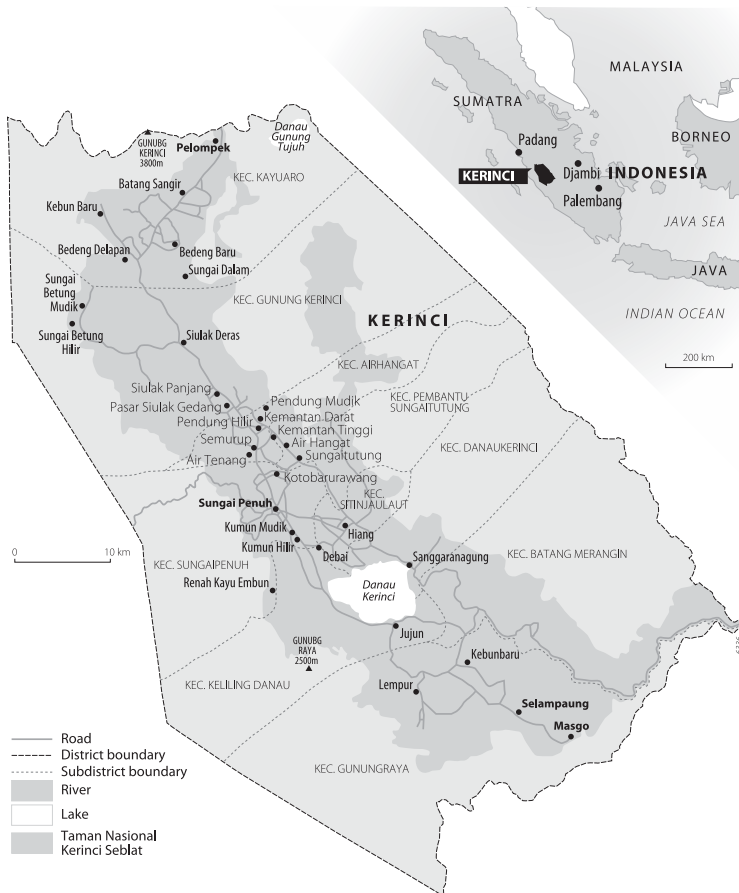 MALAYSIA
SUMATRA
BORNEO
Padang
Djambi
INDONESIA
KERINCI
Palembang
JAVA SEA
JAVA
INDIAN OCEAN
200 km
Danau
Gunung
Tujuh
GUNUBG
KERINCI
3800m
Pelompek
KEC. KAYUARO
Batang Sangir
Kebun Baru
Bedeng Delapan
Bedeng Baru
Sungai Dalam
Sungai
Betung
Mudik
KEC. GUNUNG KERINCI
KERINCI
Sungai Betung
Hilir
Siulak Deras
KEC. AIRHANGAT
Siulak Panjang
Pasar Siulak Gedang
Pendung Mudik
KEC. PEMBANTU
SUNGAITUTUNG
Kemantan Darat
Pendung Hilir
Kemantan Tinggi
Semurup
Air Hangat
Air Tenang
Sungaitutung
KEC. DANAUKERINCI
Kotobarurawang
KEC.
SITINJAULAUT
Sungai Penuh
Kumun Mudik
Hiang
Kumun Hilir
Debai
0
10 km
KEC. SUNGAIPENUH
Sanggaranagung
KEC. BATANG MERANGIN
Renah Kayu Embun
Danau
Kerinci
Jujun
GUNUBG
RAYA
2500m
Kebunbaru
KEC. KELILING DANAU
Lempur
Selampaung
Masgo
KEC. GUNUNGRAYA
Road
District boundary
Subdistrict boundary
River
Lake
Taman Nasional
Kerinci Seblat